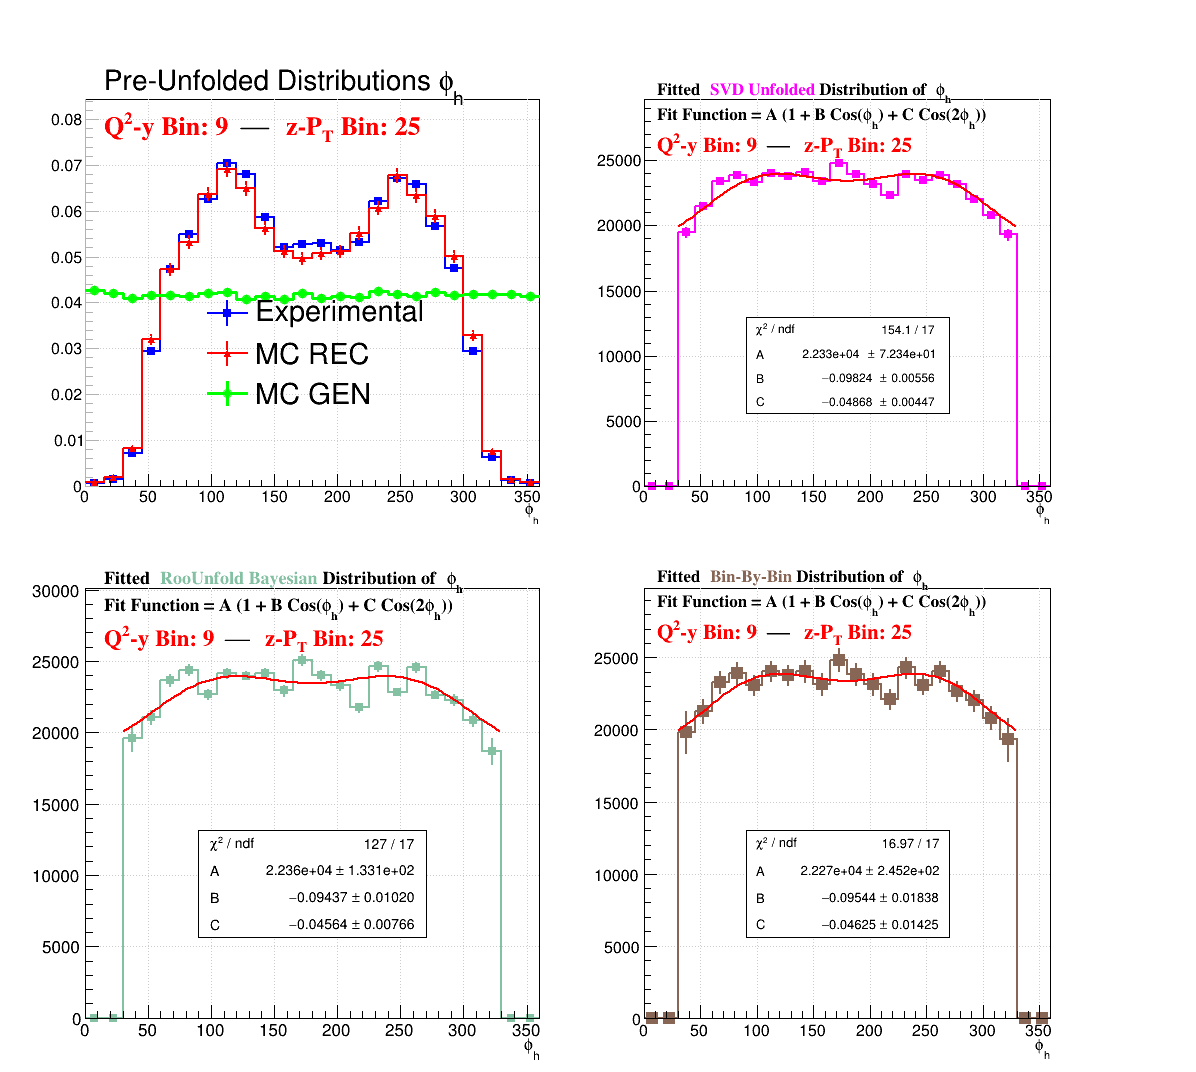 Pre-Unfolded Distributions ϕh
Q2-y Bin: 9 — z-PT Bin: 25
0.08
0.07
0.06
0.05
0.04
0.03
0.02
0.01
0
Experimental
MC REC
MC GEN
0 50 100 150 200 250 300 350
ϕh
Fitted SVD Unfolded Distribution of ϕh
Fit Function = A (1 + B Cos(ϕh) + C Cos(2ϕh))
Q2-y Bin: 9 — z-PT Bin: 25
25000
20000
15000
10000
5000
0
χ2 / ndf 154.1 / 17
A 2.233e+04 ± 7.234e+01
B −0.09824 ± 0.00556
C −0.04868 ± 0.00447
0 50 100 150 200 250 300 350
ϕh
Fitted RooUnfold Bayesian Distribution of ϕh
Fit Function = A (1 + B Cos(ϕh) + C Cos(2ϕh))
Q2-y Bin: 9 — z-PT Bin: 25
30000
25000
20000
15000
10000
5000
0
χ2 / ndf 127 / 17
A 2.236e+04 ± 1.331e+02
B −0.09437 ± 0.01020
C −0.04564 ± 0.00766
0 50 100 150 200 250 300 350
ϕh
Fitted Bin-By-Bin Distribution of ϕh
Fit Function = A (1 + B Cos(ϕh) + C Cos(2ϕh))
Q2-y Bin: 9 — z-PT Bin: 25
25000
20000
15000
10000
5000
0
χ2 / ndf 16.97 / 17
A 2.227e+04 ± 2.452e+02
B −0.09544 ± 0.01838
C −0.04625 ± 0.01425
0 50 100 150 200 250 300 350
ϕh